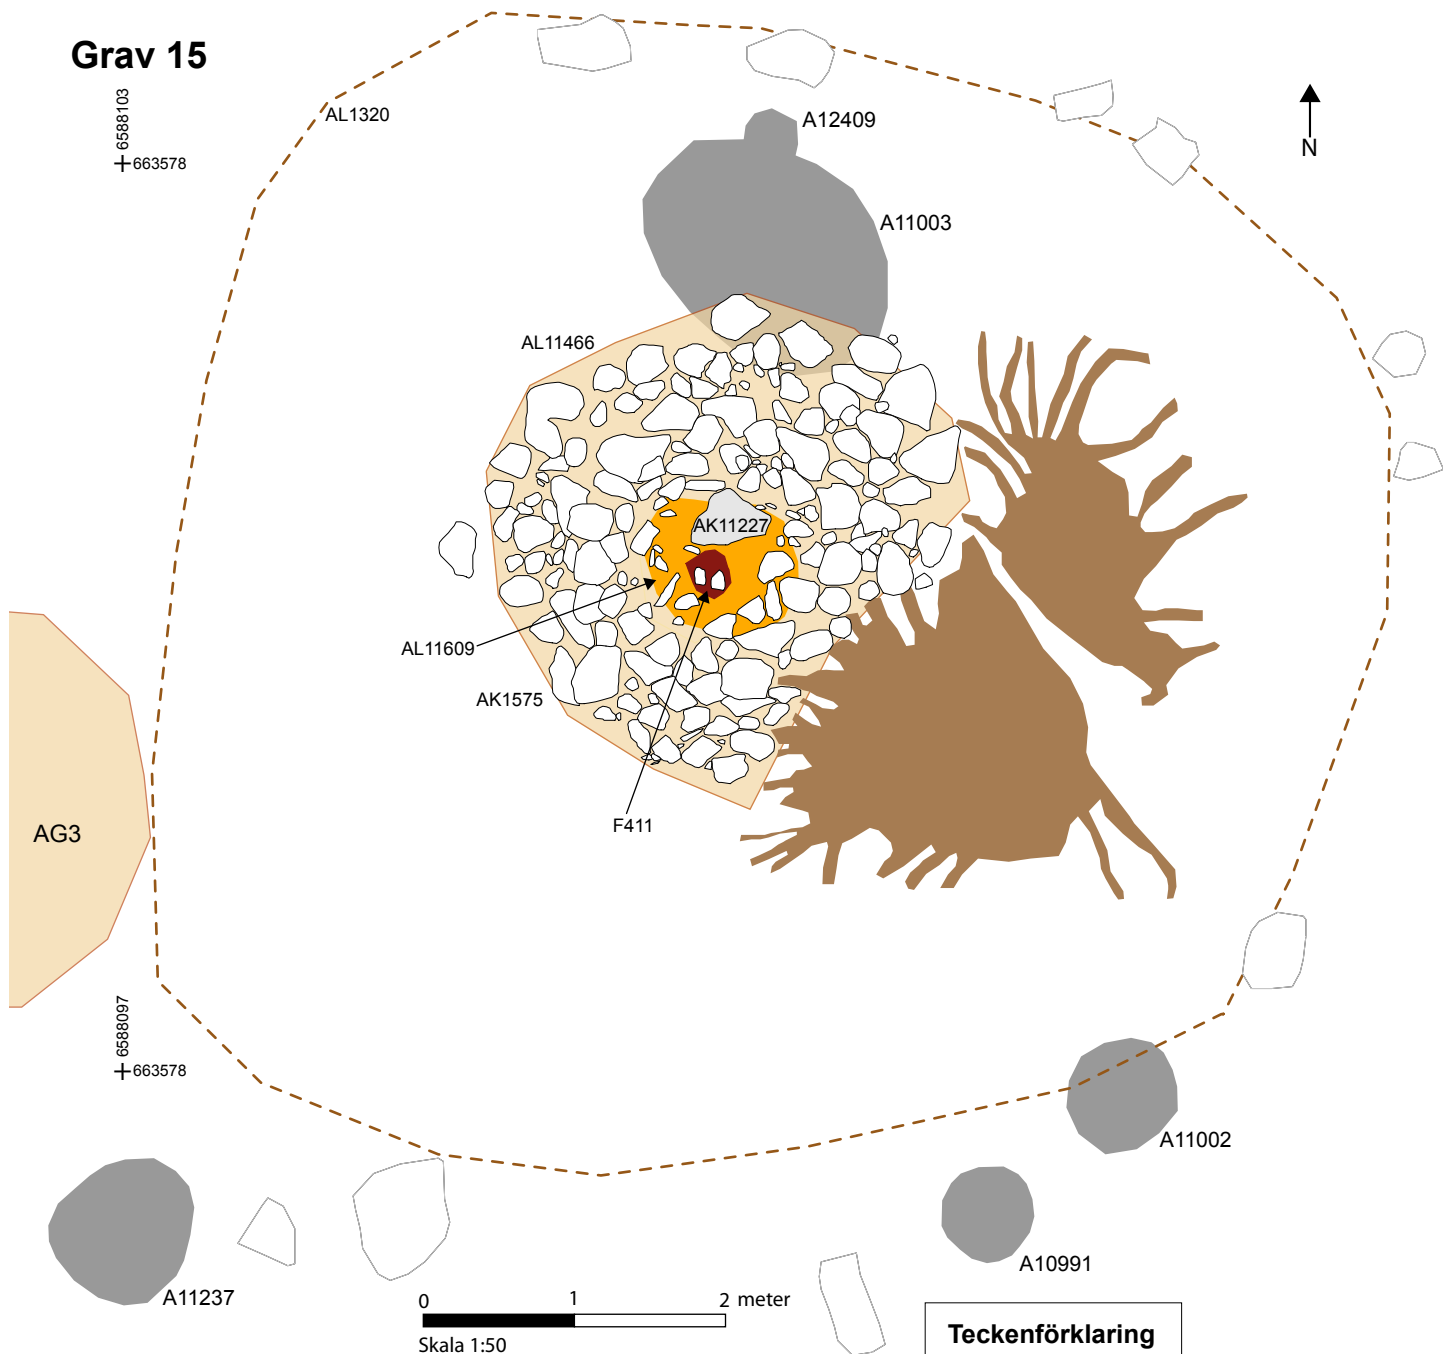 Grav 15
6588103
663578
AL1320
A12409
N
A11003
AL11466
AK11227
AL11609
AK1575
F411
AG3
6588097
663578
A11002
A10991
A11237
0 1 2 meter
Skala 1:50
Teckenförklaring